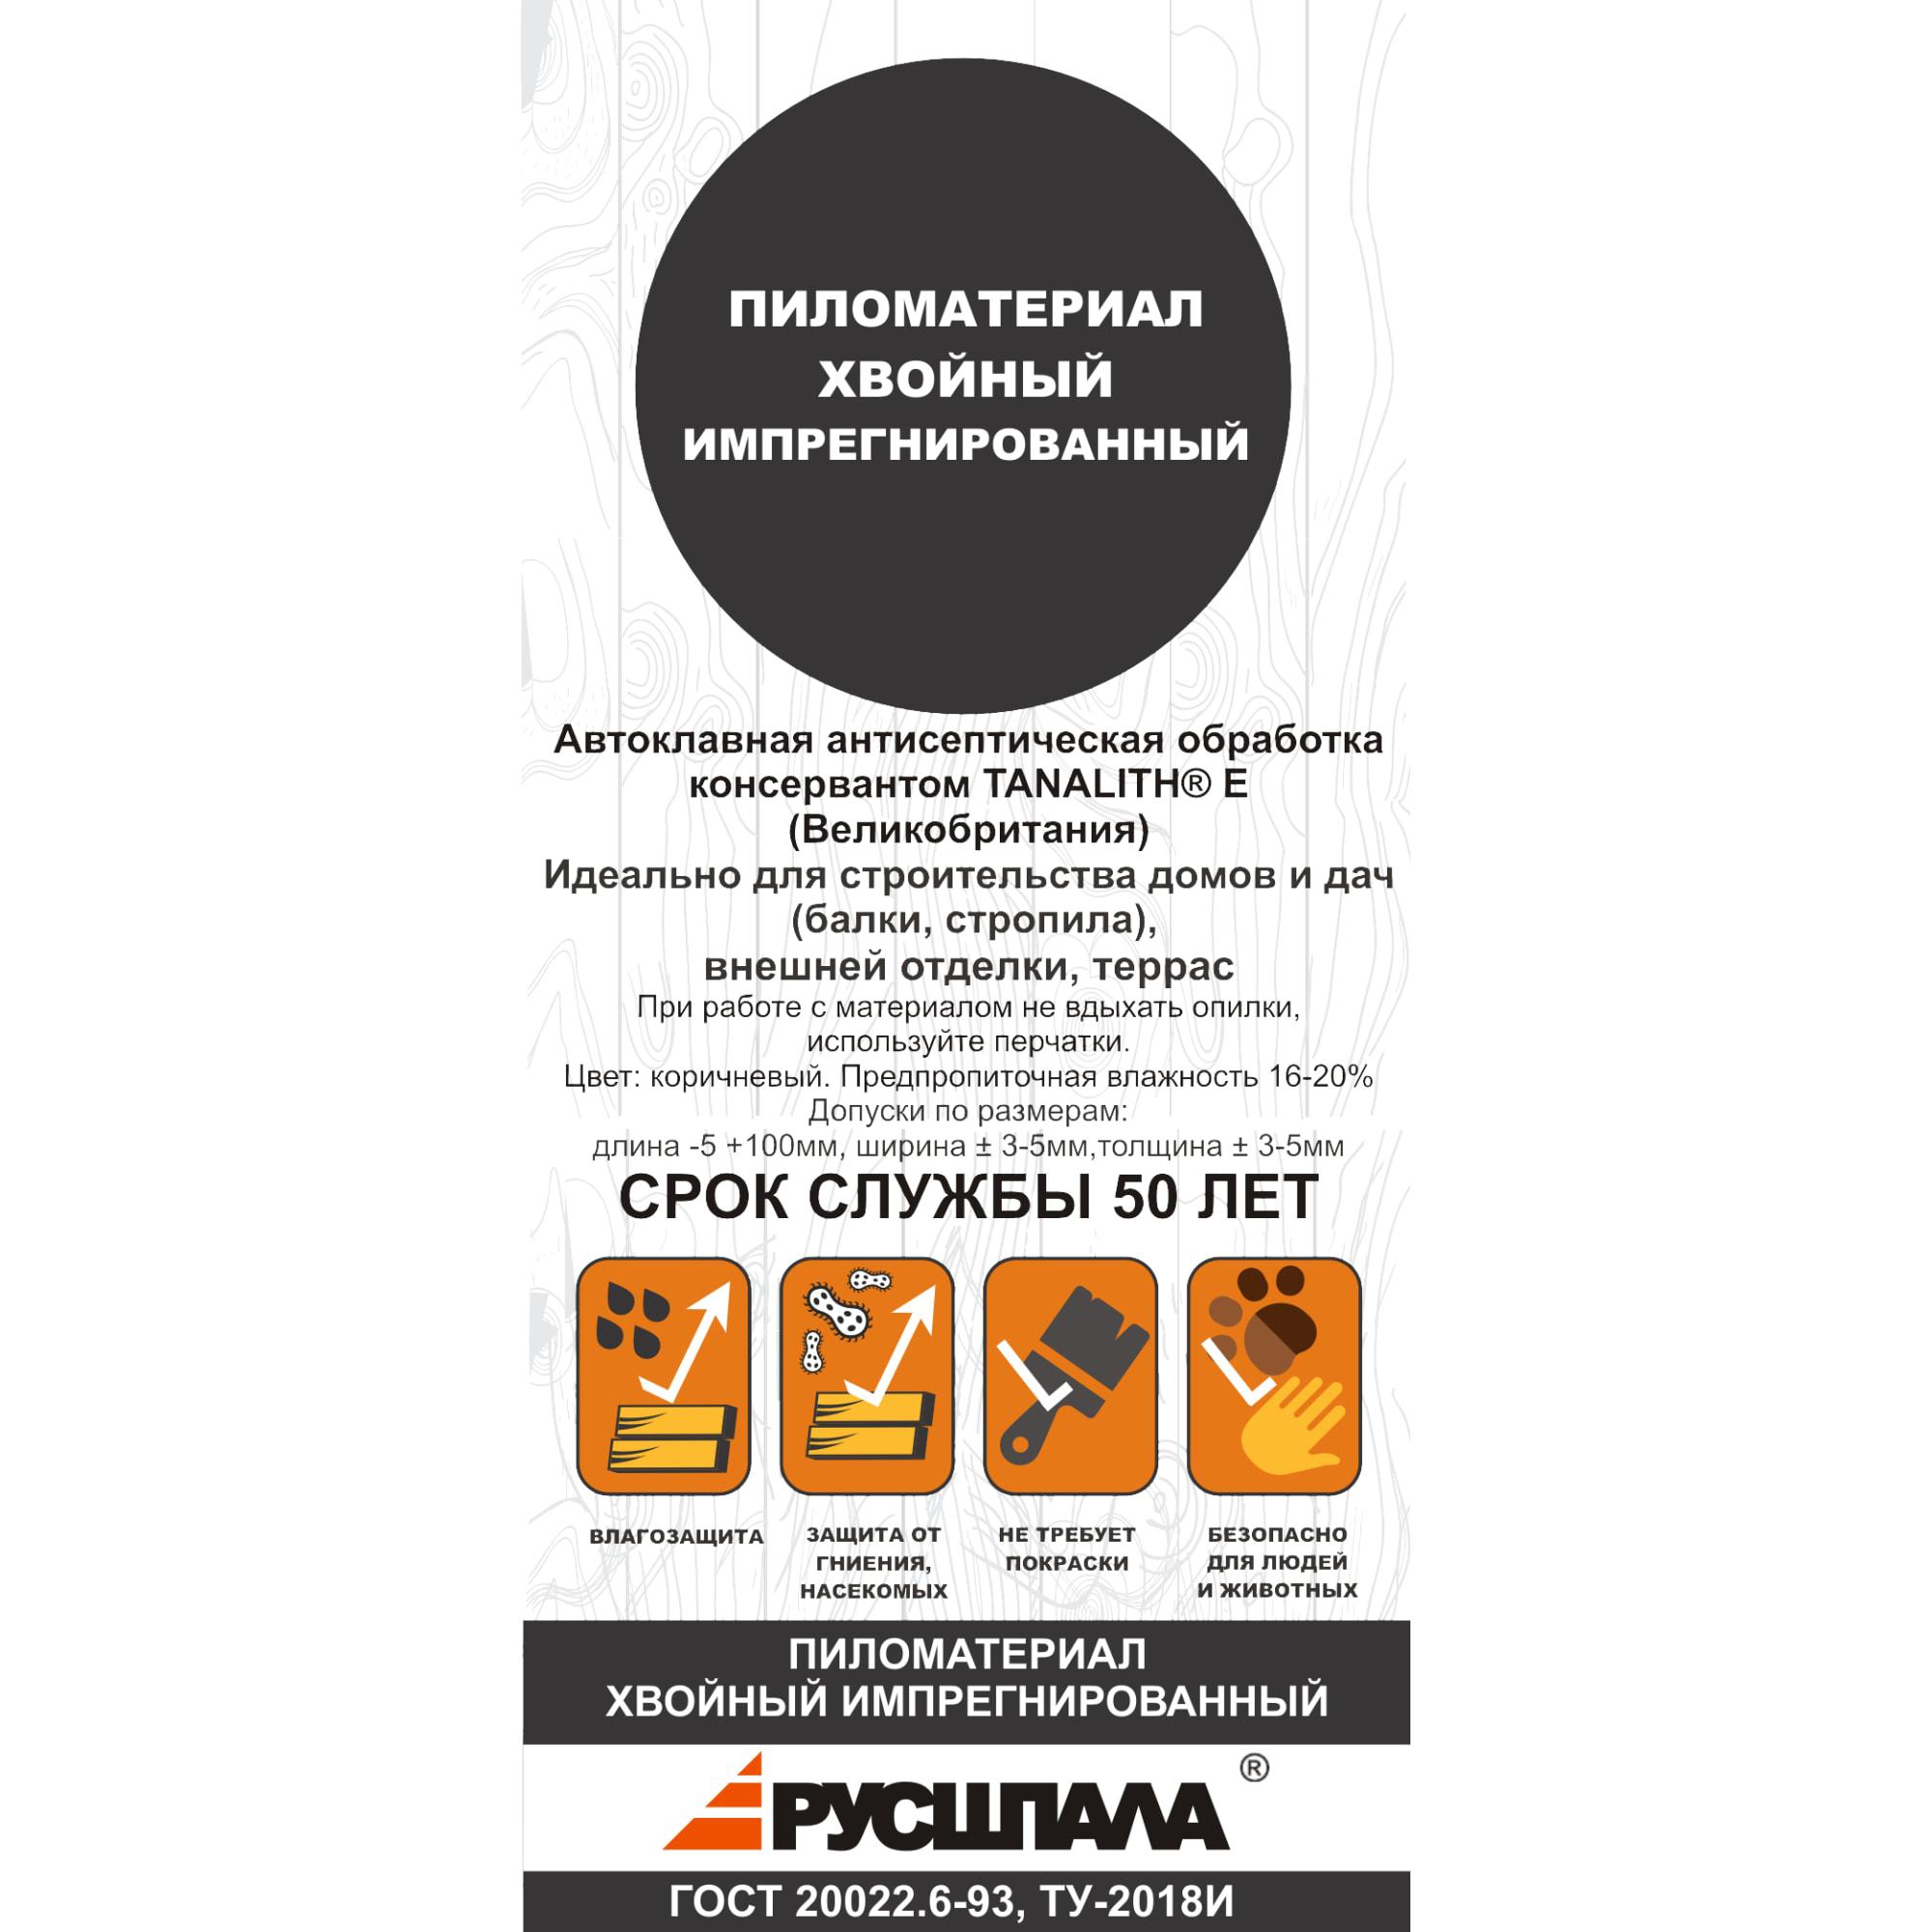 ПИЛОМАТЕРИАЛ
ХВОЙНЫЙ
ИМПРЕГНИРОВАННЫЙ
Автоклавная антисептическая обработка
консервантом TANALITH® E
(Великобритания)
Идеально для строительства домов и дач
(балки, стропила),
внешней отделки, террас
При работе с материалом не вдыхать опилки,
используйте перчатки.
Цвет: коричневый. Предпропиточная влажность 16-20%
Допуски по размерам:
длина -5 +100мм, ширина ± 3-5мм,толщина ± 3-5мм
СРОК СЛУЖБЫ 50 ЛЕТ
ВЛАГОЗАЩИТА
ЗАЩИТА ОТ
ГНИЕНИЯ,
НАСЕКОМЫХ
НЕ ТРЕБУЕТ
ПОКРАСКИ
БЕЗОПАСНО
ДЛЯ ЛЮДЕЙ
И ЖИВОТНЫХ
ПИЛОМАТЕРИАЛ
ХВОЙНЫЙ ИМПРЕГНИРОВАННЫЙ
РУСШПАЛА ®
ГОСТ 20022.6-93, ТУ-2018И